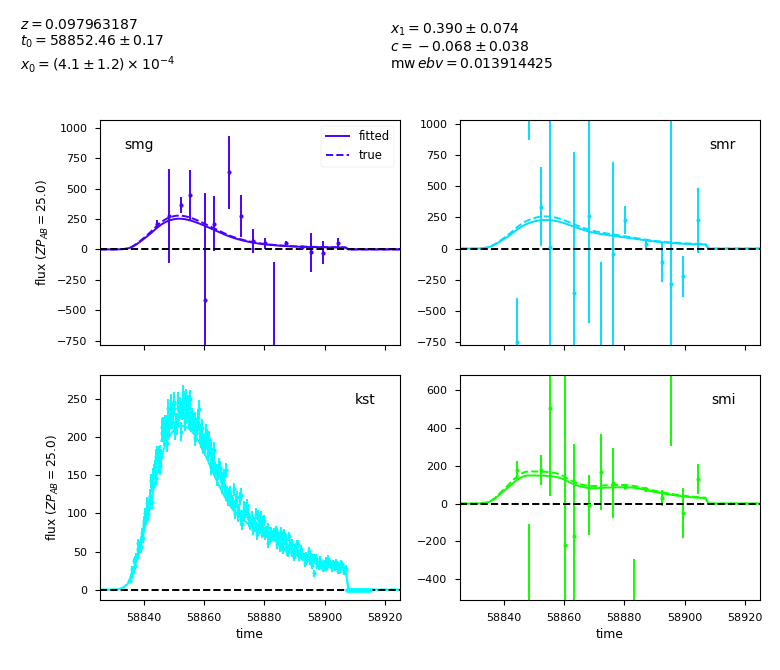 z = 0.097963187
t₀ = 58852.46 ± 0.17
x₀ = (4.1 ± 1.2) × 10⁻⁴
x₁ = 0.390 ± 0.074
c = −0.068 ± 0.038
mw ebv = 0.013914425
smg
fitted
true
1000
750
500
250
0
−250
−500
−750
flux (ZP_AB = 25.0)
smr
1000
750
500
250
0
−250
−500
−750
kst
250
200
150
100
50
0
flux (ZP_AB = 25.0)
58840 58860 58880 58900 58920
time
smi
600
400
200
0
−200
−400
58840 58860 58880 58900 58920
time